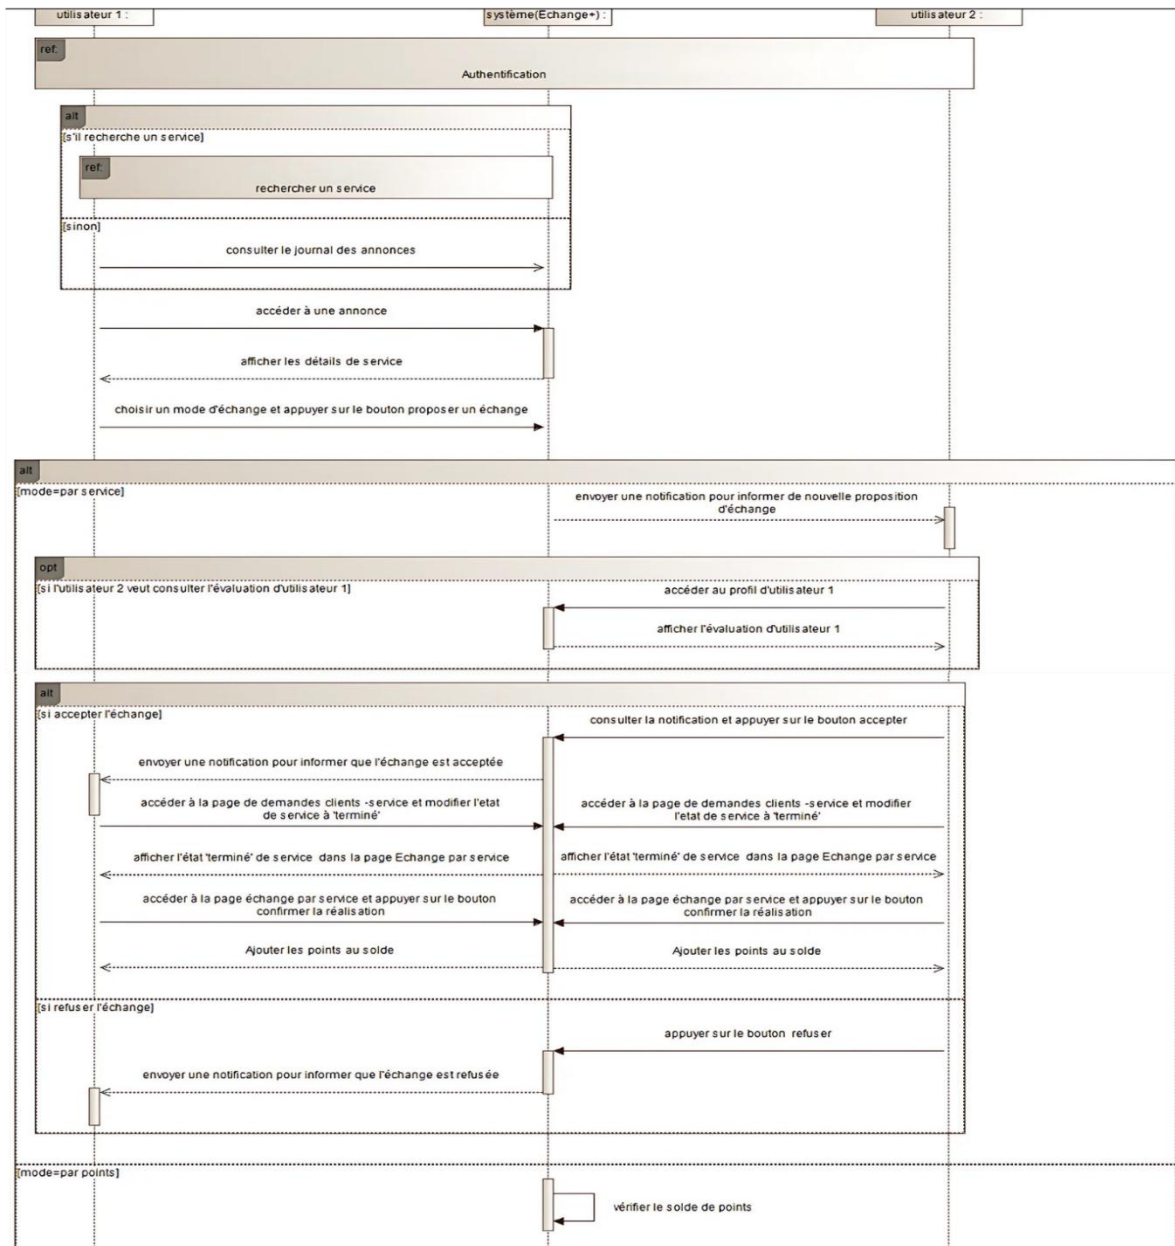 utilisateur 1 :
système(Echange+) :
utilisateur 2 :
ref:
Authentification
alt
[s'il recherche un service]
ref:
rechercher un service
[sinon]
consulter le journal des annonces
accéder à une annonce
afficher les détails de service
choisir un mode d'échange et appuyer sur le bouton proposer un échange
alt
[mode=par service]
envoyer une notification pour informer de nouvelle proposition
d'échange
opt
[si l'utilisateur 2 veut consulter l'évaluation d'utilisateur 1]
accéder au profil d'utilisateur 1
afficher l'évaluation d'utilisateur 1
alt
[si accepter l'échange]
consulter la notification et appuyer sur le bouton accepter
envoyer une notification pour informer que l'échange est acceptée
accéder à la page de demandes clients -service et modifier l'etat
de service à 'terminé'
accéder à la page de demandes clients -service et modifier
l'etat de service à 'terminé'
afficher l'état 'terminé' de service dans la page Echange par service
afficher l'état 'terminé' de service dans la page Echange par service
accéder à la page échange par service et appuyer sur le bouton
confirmer la réalisation
accéder à la page échange par service et appuyer sur le bouton
confirmer la réalisation
Ajouter les points au solde
Ajouter les points au solde
[si refuser l'échange]
appuyer sur le bouton refuser
envoyer une notification pour informer que l'échange est refusée
[mode=par points]
vérifier le solde de points